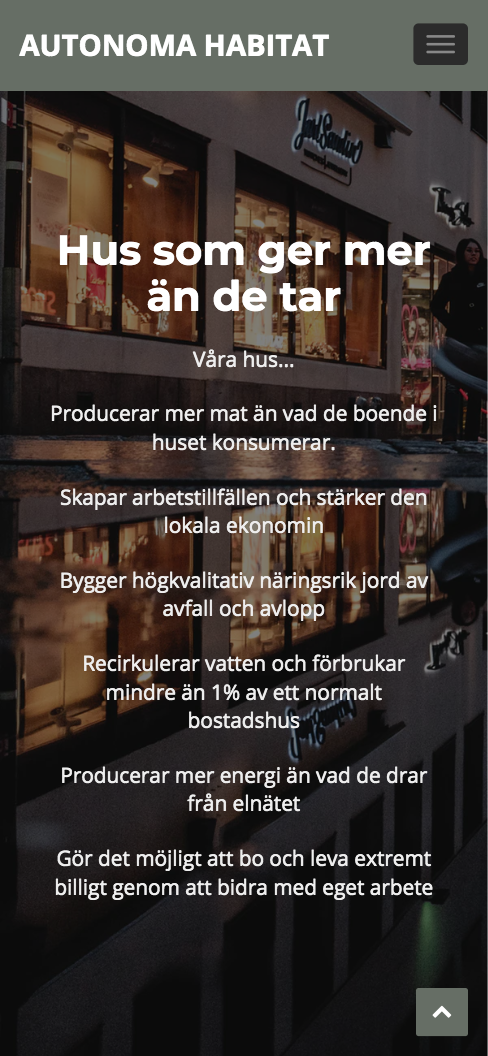 AUTONOMA HABITAT
Hus som ger mer
än de tar
Våra hus...
Producerar mer mat än vad de boende i
huset konsumerar.
Skapar arbetstillfällen och stärker den
lokala ekonomin
Bygger högkvalitativ näringsrik jord av
avfall och avlopp
Recirkulerar vatten och förbrukar
mindre än 1% av ett normalt
bostadshus
Producerar mer energi än vad de drar
från elnätet
Gör det möjligt att bo och leva extremt
billigt genom att bidra med eget arbete